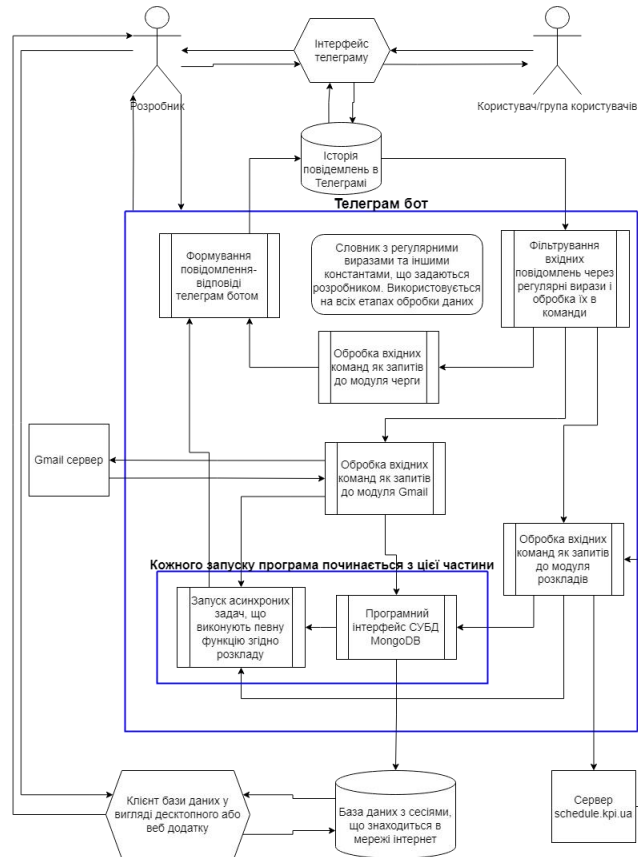 Інтерфейс
телеграму
Розробник
Користувач/група користувачів
Історія
повідемлень в
Телеграмі
Телеграм бот
Формування
повідомлення-
відповіді
телеграм ботом
Словник з регулярними
виразами та іншими
константами, що задаються
розробником. Використовується
на всіх етапах обробки даних
Фільтрування
вхідних
повідомлень через
регулярні вирази і
обробка їх в
команди
Обробка вхідних
команд як запитів
до модуля черги
Gmail сервер
Обробка вхідних
команд як запитів
до модуля Gmail
Обробка вхідних
команд як запитів
до модуля
розкладів
Кожного запуску програма починається з цієї частини
Запуск асинхроних
задач, що
виконують певну
функцію згідно
розкладу
Програмний
інтерфейс СУБД
MongoDB
Клієнт бази даних у
вигляді десктопного або
веб додатку
База даних з сесіями,
що знаходиться в
мережі інтернет
Сервер
schedule.kpi.ua